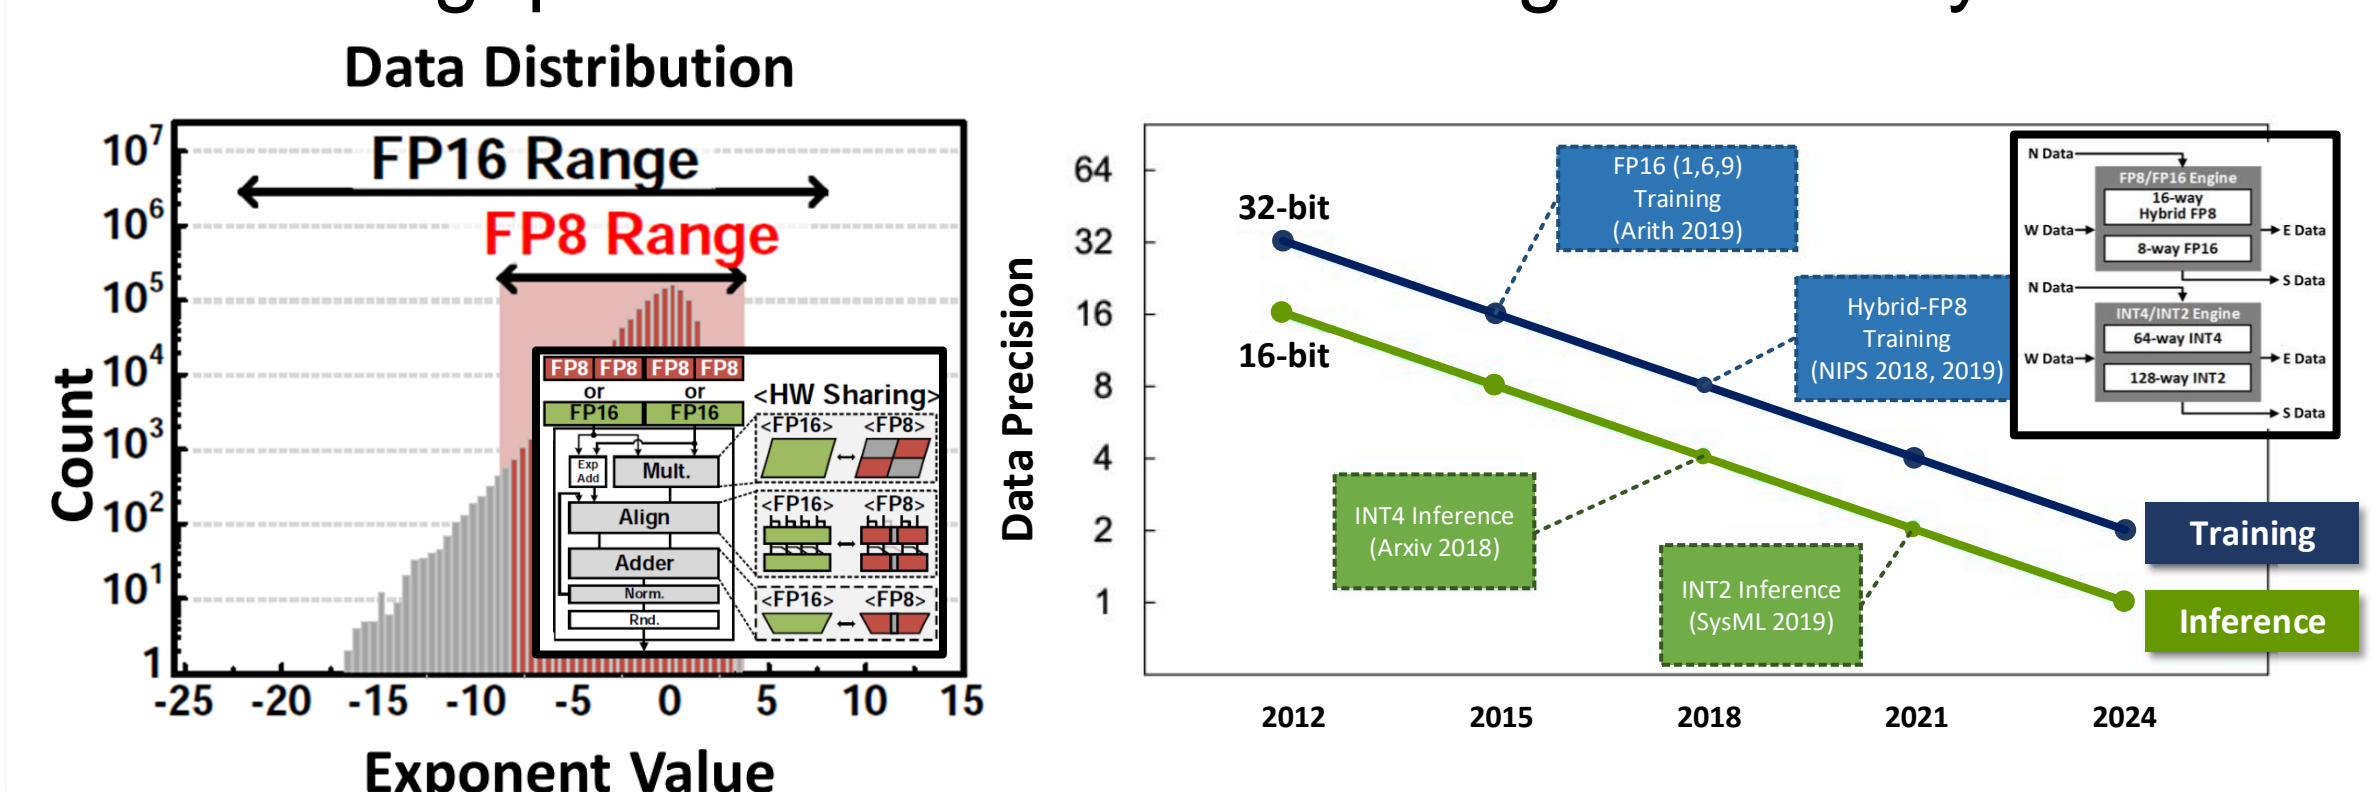 Data Distribution
10^7
10^6
10^5
10^4
10^3
10^2
10^1
1
Count
FP16 Range
FP8 Range
-25 -20 -15 -10 -5 0 5 10 15
Exponent Value
FP8 FP8 FP8 FP8
or or
FP16 FP16
Exp
Add
Mult.
Align
Adder
Norm.
Rnd.
<HW Sharing>
<FP16> <FP8>
<FP16> <FP8>
<FP16> <FP8>
Data Precision
64
32
16
8
4
2
1
32-bit
16-bit
FP16 (1,6,9)
Training
(Arith 2019)
Hybrid-FP8
Training
(NIPS 2018, 2019)
INT4 Inference
(Arxiv 2018)
INT2 Inference
(SysML 2019)
N Data
FP8/FP16 Engine
16-way
Hybrid FP8
8-way FP16
W Data
E Data
S Data
N Data
INT4/INT2 Engine
64-way INT4
128-way INT2
W Data
E Data
S Data
Training
Inference
2012 2015 2018 2021 2024